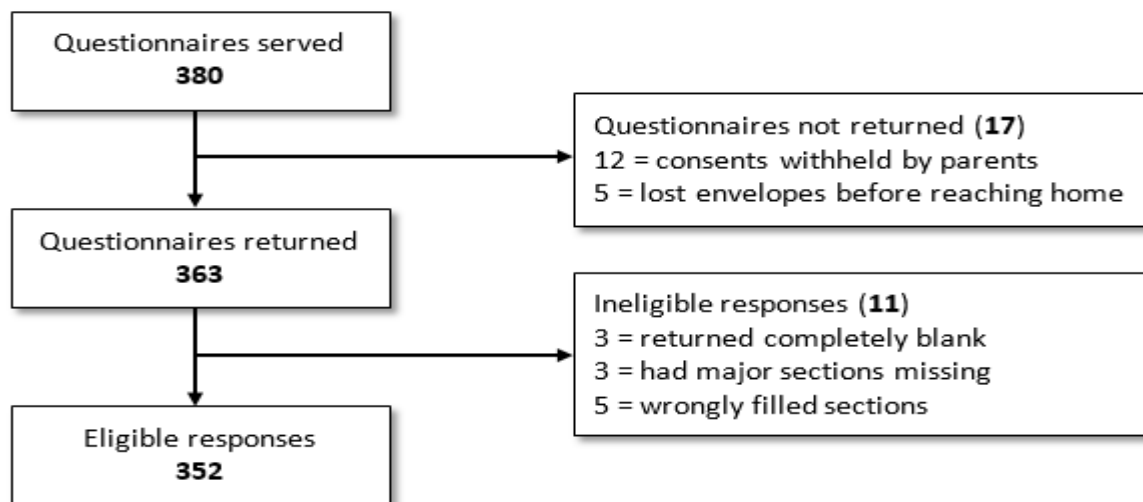 Questionnaires served
380
Questionnaires not returned (17)
12 = consents withheld by parents
5 = lost envelopes before reaching home
Questionnaires returned
363
Ineligible responses (11)
3 = returned completely blank
3 = had major sections missing
5 = wrongly filled sections
Eligible responses
352